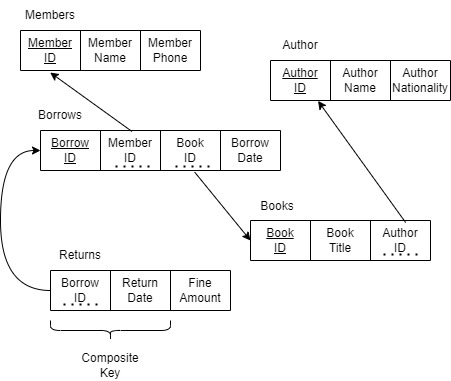 Members
Member ID
Member Name
Member Phone
Author
Author ID
Author Name
Author Nationality
Borrows
Borrow ID
Member ID
Book ID
Borrow Date
Books
Book ID
Book Title
Author ID
Returns
Borrow ID
Return Date
Fine Amount
Composite
Key